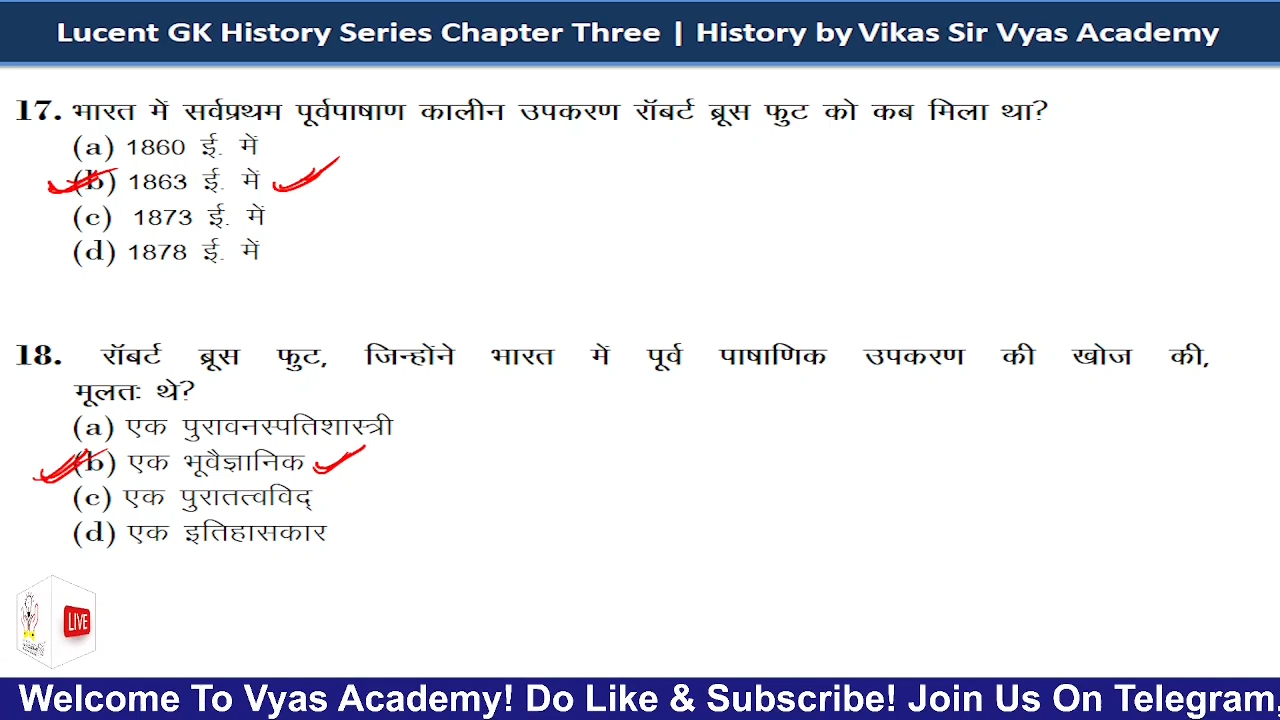 Lucent GK History Series Chapter Three | History by Vikas Sir Vyas Academy
17. भारत में सर्वप्रथम पूर्वपाषाण कालीन उपकरण रॉबर्ट ब्रूस फुट को कब मिला था?
(a) 1860 ई. में
(b) 1863 ई. में
(c) 1873 ई. में
(d) 1878 ई. में
18. रॉबर्ट ब्रूस फुट, जिन्होंने भारत में पूर्व पाषाणिक उपकरण की खोज की,
मूलतः थे?
(a) एक पुरावनस्पतिशास्त्री
(b) एक भूवैज्ञानिक
(c) एक पुरातत्वविद्
(d) एक इतिहासकार
LIVE
Welcome To Vyas Academy! Do Like & Subscribe! Join Us On Telegram,